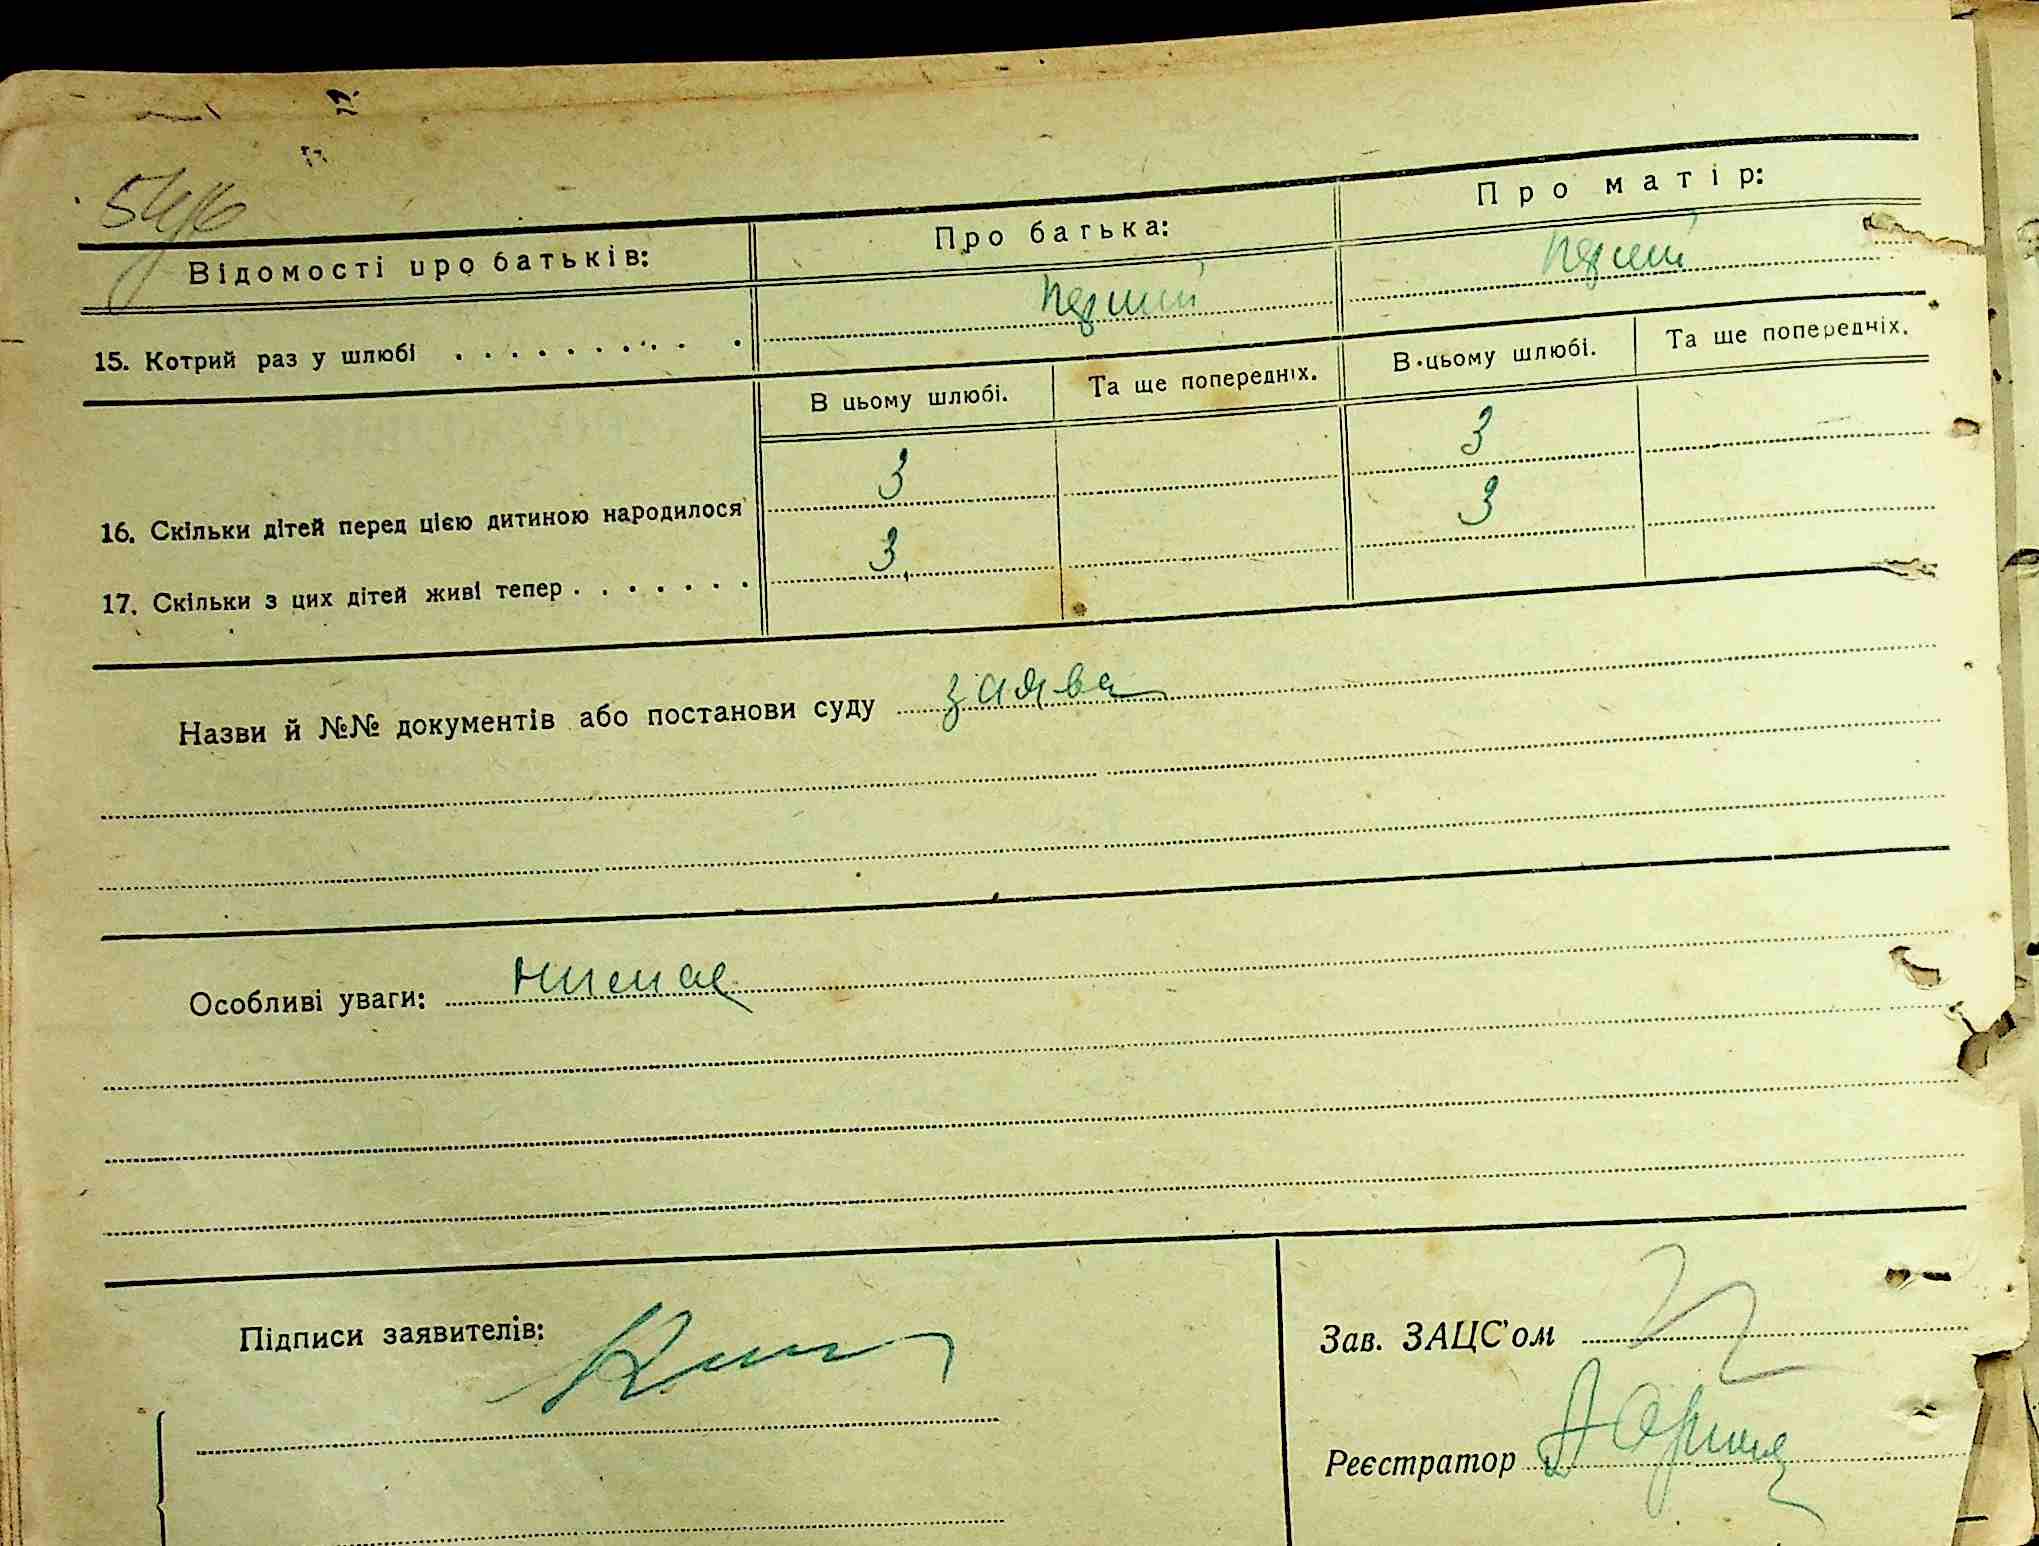 Відомості про батьків:
Про батька:
Про матір:
15. Котрий раз у шлюбі . . . . . . . . . . .
перший
перший
В цьому шлюбі.
Та ще попередніх.
В цьому шлюбі.
Та ще попередніх.
16. Скільки дітей перед цією дитиною народилося
3
3
17. Скільки з цих дітей живі тепер . . . . . . .
3
3
Назви й №№ документів або постанови суду заява
Особливі уваги: немає
Підписи заявителів:
Зав. ЗАЦС'ом
Реєстратор